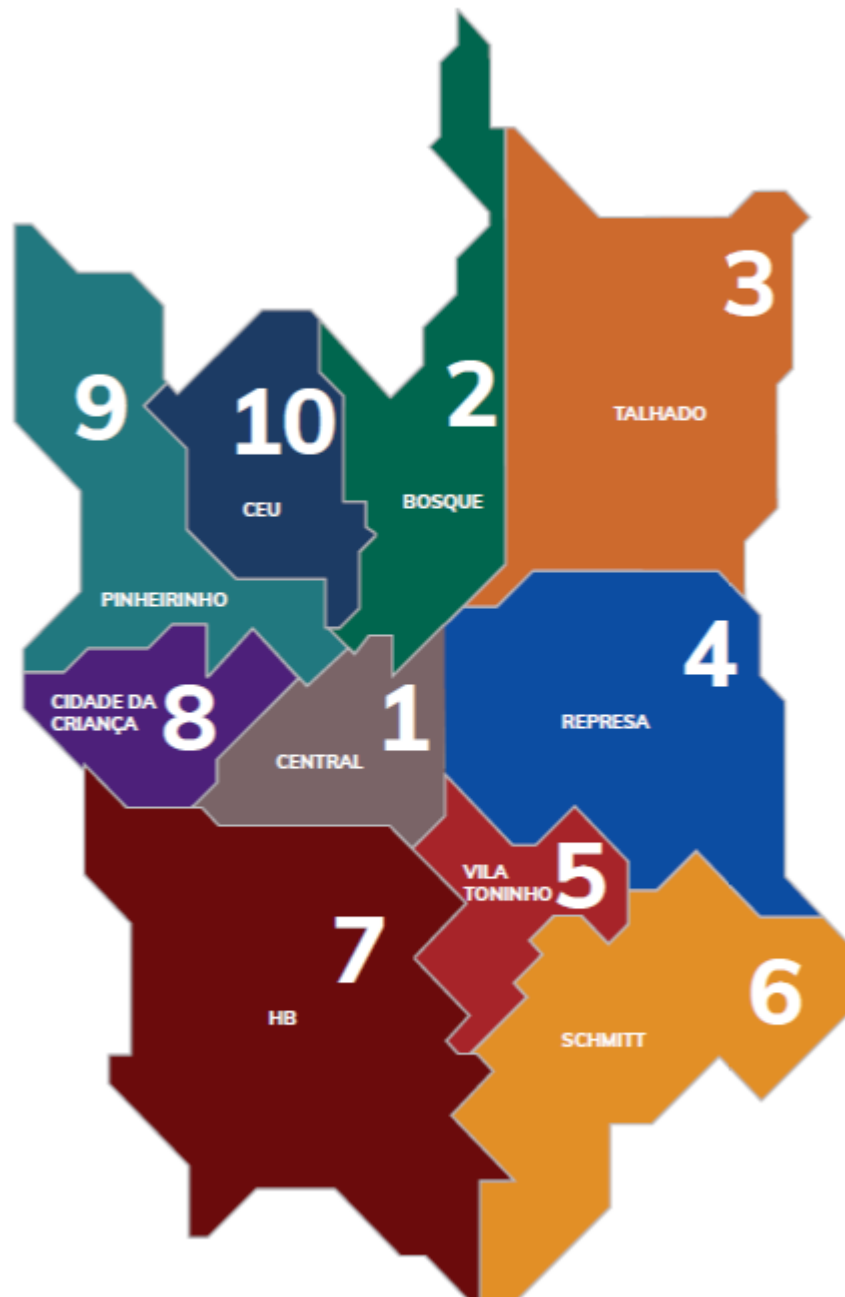 3
TALHADO
2
BOSQUE
9
10
CEU
PINHEIRINHO
4
REPRESA
CIDADE DA
CRIANÇA
8
1
CENTRAL
VILA
TONINHO
5
7
HB
6
SCHMITT